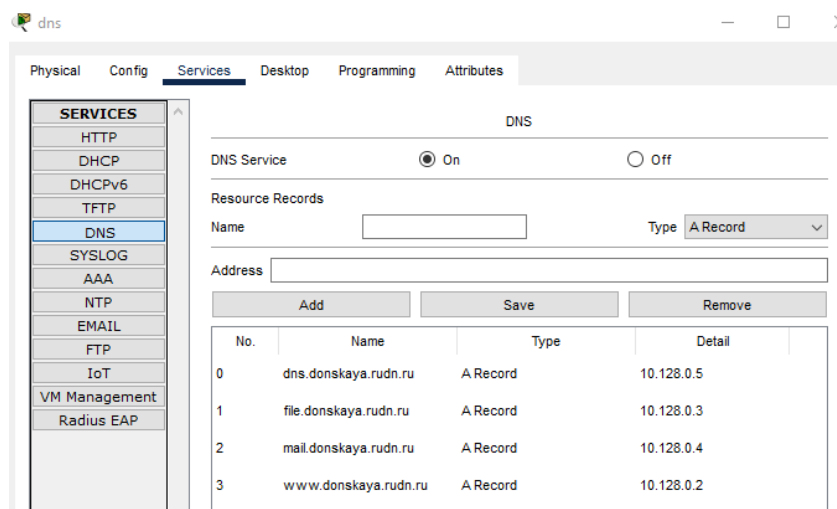 dns
Physical Config Services Desktop Programming Attributes
SERVICES
HTTP
DHCP
DHCPv6
TFTP
DNS
SYSLOG
AAA
NTP
EMAIL
FTP
IoT
VM Management
Radius EAP
DNS
DNS Service On Off
Resource Records
Name Type A Record
Address
Add Save Remove
No. Name Type Detail
0 dns.donskaya.rudn.ru A Record 10.128.0.5
1 file.donskaya.rudn.ru A Record 10.128.0.3
2 mail.donskaya.rudn.ru A Record 10.128.0.4
3 www.donskaya.rudn.ru A Record 10.128.0.2